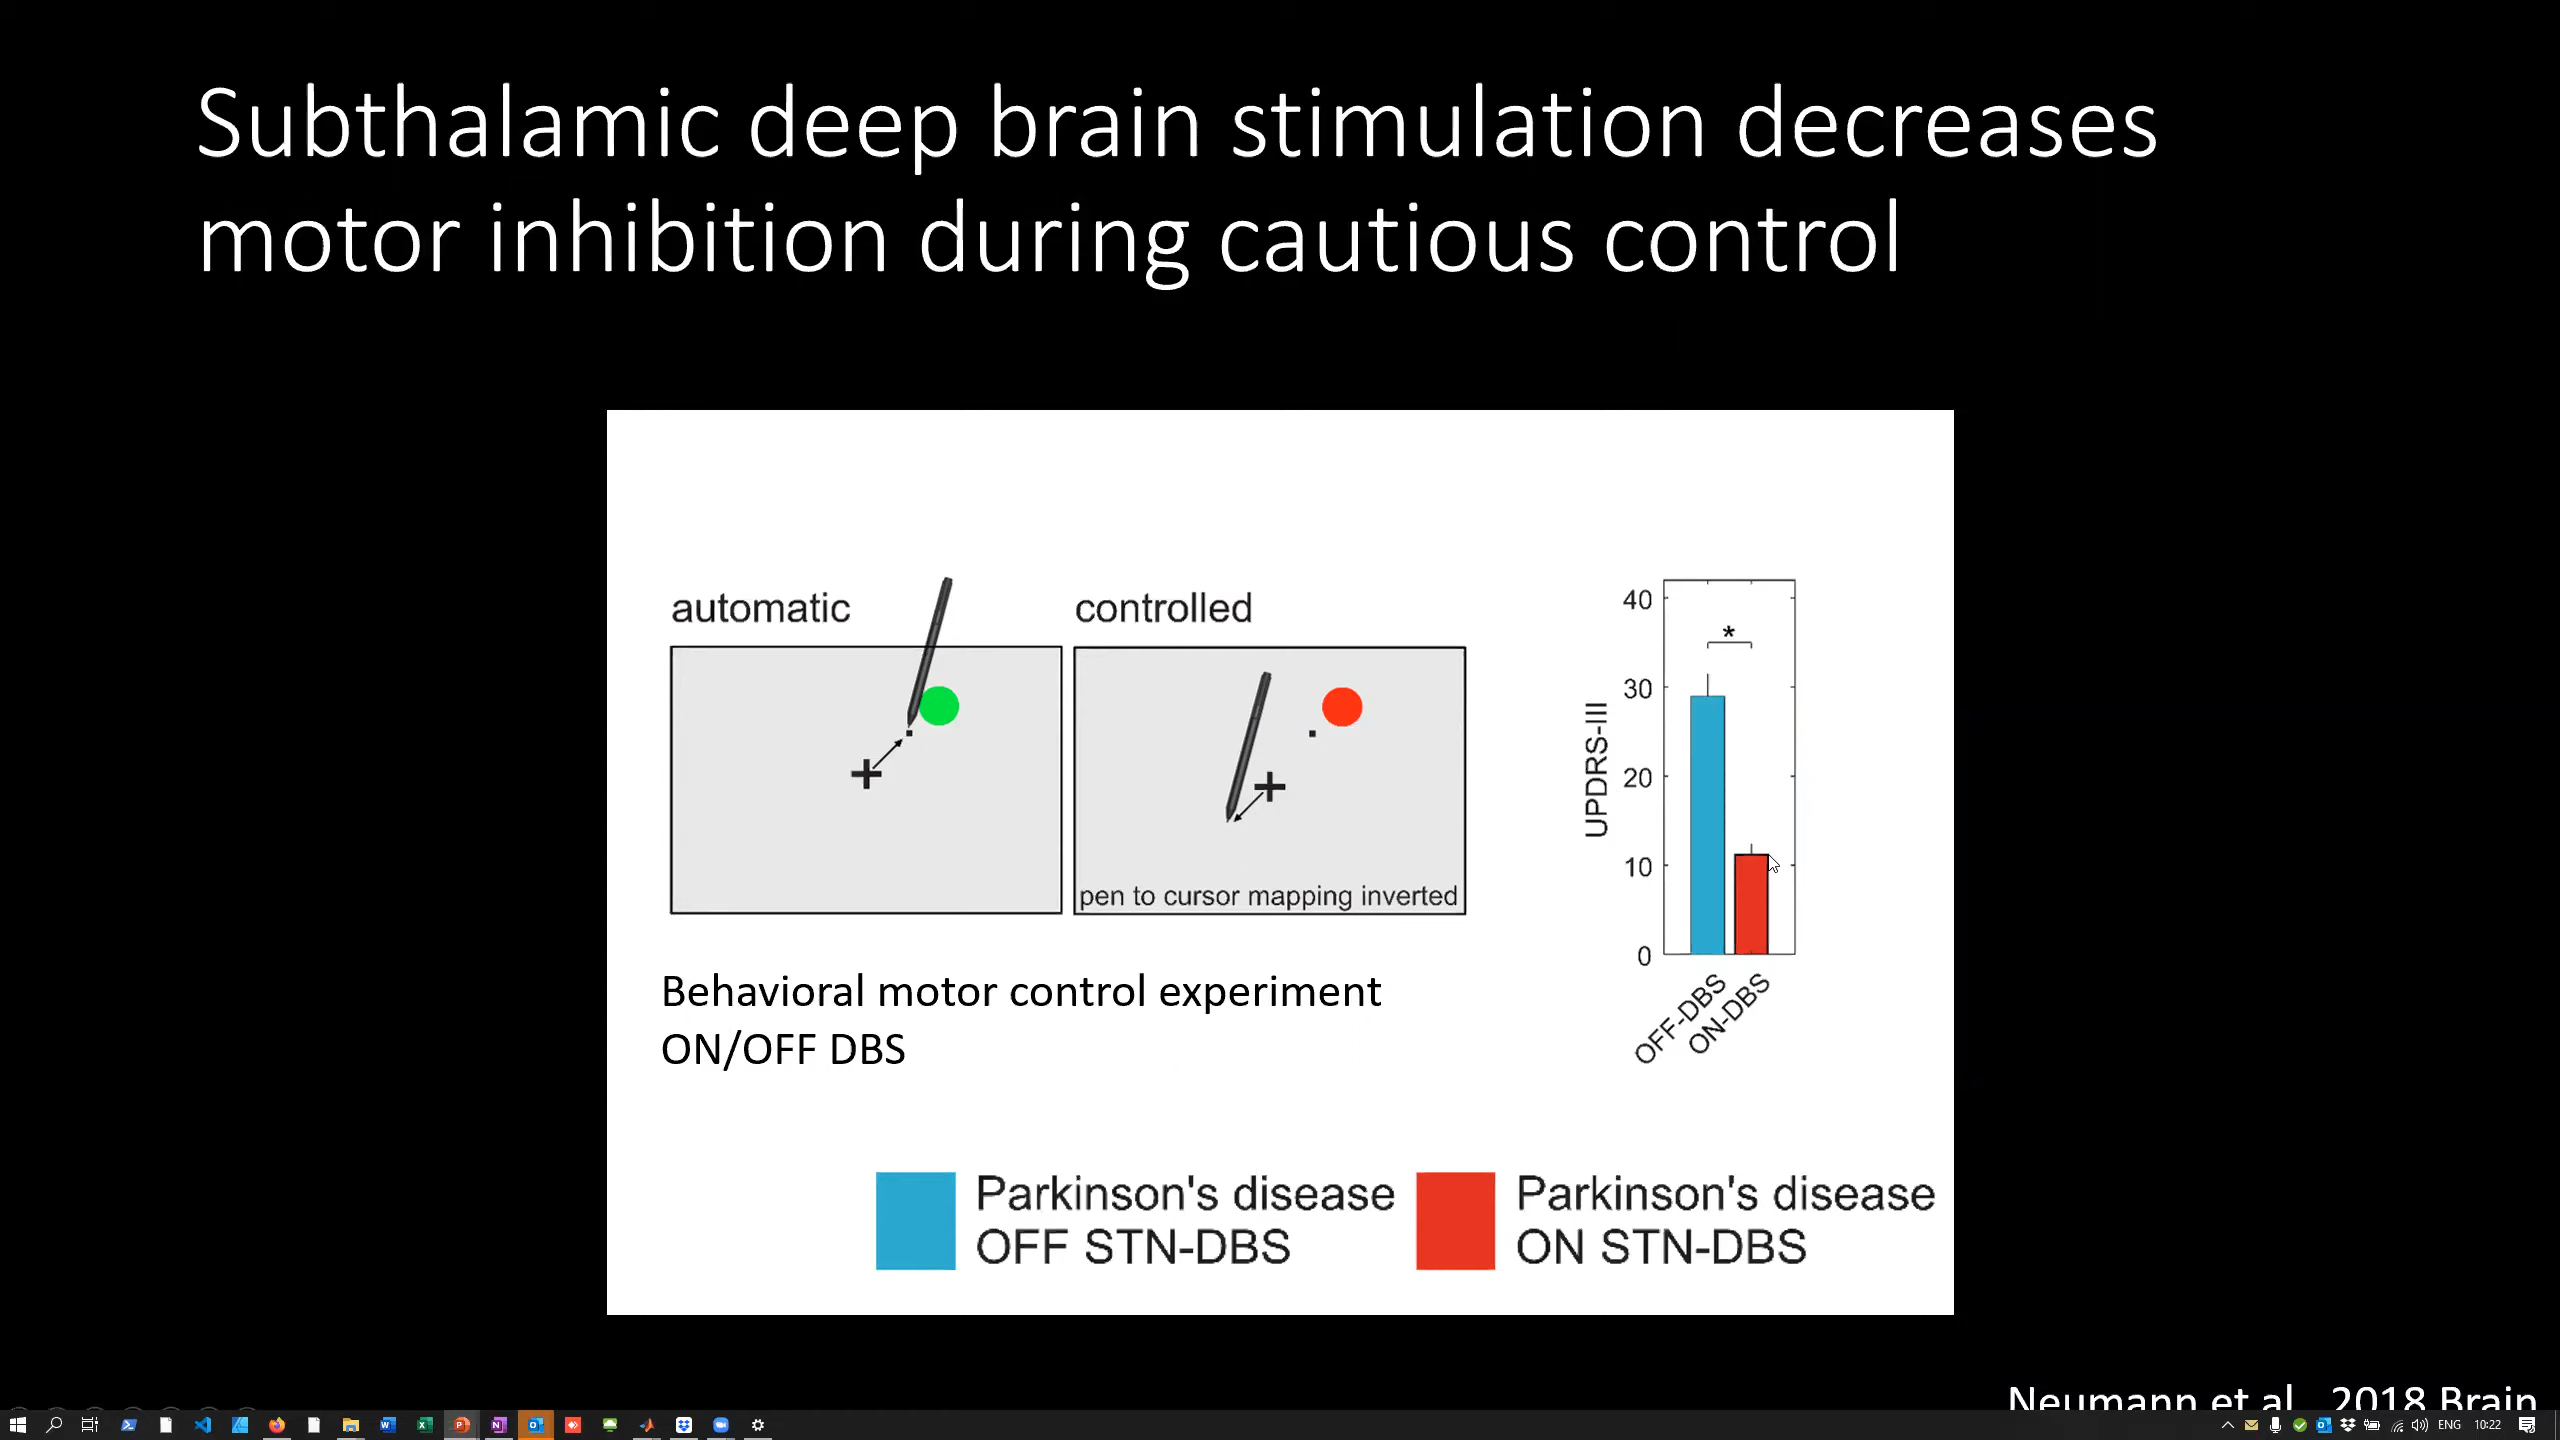 Subthalamic deep brain stimulation decreases
motor inhibition during cautious control
automatic
controlled
pen to cursor mapping inverted
Behavioral motor control experiment
ON/OFF DBS
UPDRS-III
40
30
20
10
0
*
OFF-DBS
ON-DBS
Parkinson's disease
OFF STN-DBS
Parkinson's disease
ON STN-DBS
Neumann et al., 2018 Brain
ENG
10:22